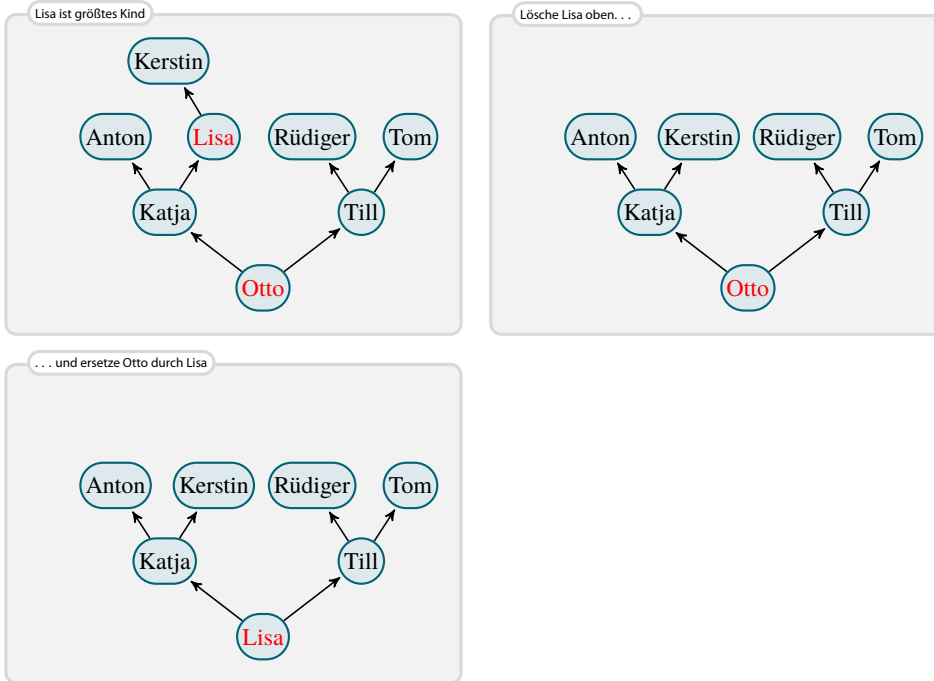 Lisa ist größtes Kind
Kerstin
Anton Lisa Rüdiger Tom
Katja Till
Otto
Lösche Lisa oben. . .
Anton Kerstin Rüdiger Tom
Katja Till
Otto
. . . und ersetze Otto durch Lisa
Anton Kerstin Rüdiger Tom
Katja Till
Lisa